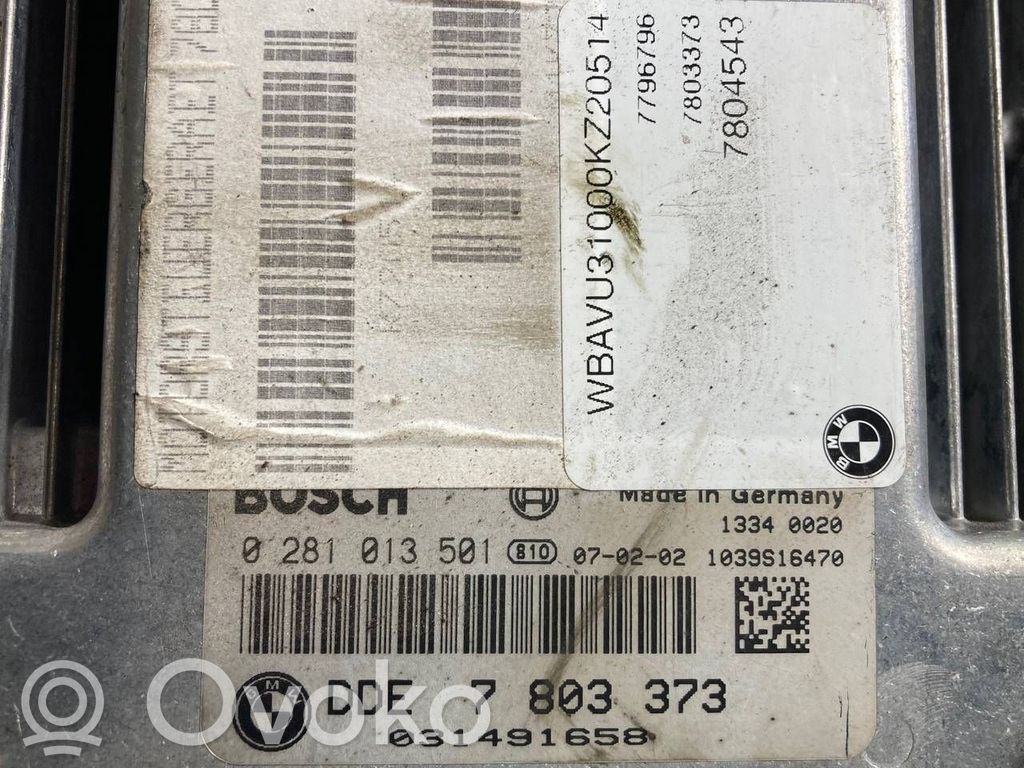 WBAVU31000KZ20514
7796796
7803373
7804543
BMW
BOSCH
Made in Germany
1334 0020
0 281 013 501 810 07-02-02 1039S16470
DDE 7 803 373
031491658
Ovoko